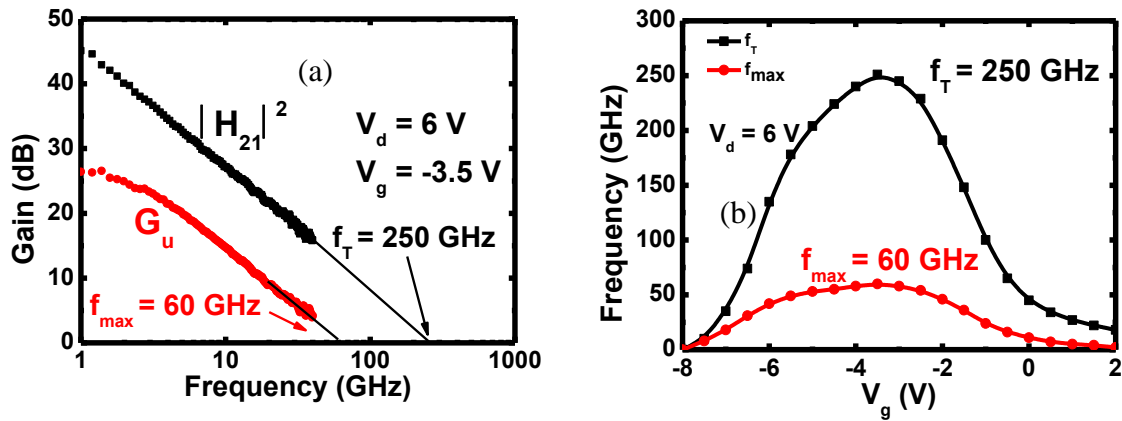 50
40
30
20
10
0
Gain (dB)
(a)
|H21|²
Vd = 6 V
Vg = -3.5 V
fT = 250 GHz
Gu
fmax = 60 GHz
1
10
100
1000
Frequency (GHz)
300
250
200
150
100
50
0
Frequency (GHz)
fT
fmax
fT = 250 GHz
Vd = 6 V
(b)
fmax = 60 GHz
-8
-6
-4
-2
0
2
Vg (V)